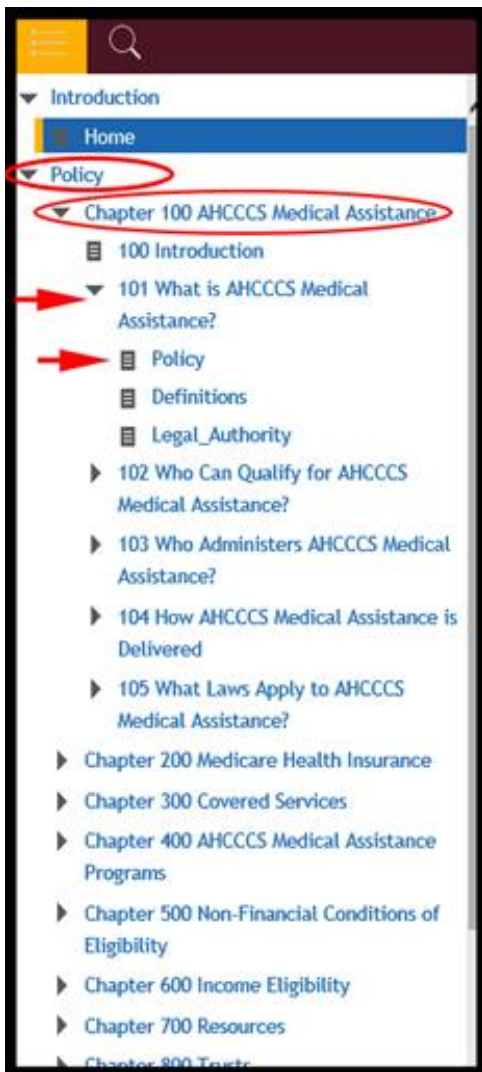 Introduction
Home
Policy
Chapter 100 AHCCCS Medical Assistance
100 Introduction
101 What is AHCCCS Medical
Assistance?
Policy
Definitions
Legal_Authority
102 Who Can Qualify for AHCCCS
Medical Assistance?
103 Who Administers AHCCCS Medical
Assistance?
104 How AHCCCS Medical Assistance is
Delivered
105 What Laws Apply to AHCCCS
Medical Assistance?
Chapter 200 Medicare Health Insurance
Chapter 300 Covered Services
Chapter 400 AHCCCS Medical Assistance
Programs
Chapter 500 Non-Financial Conditions of
Eligibility
Chapter 600 Income Eligibility
Chapter 700 Resources
Chapter 800 Trusts